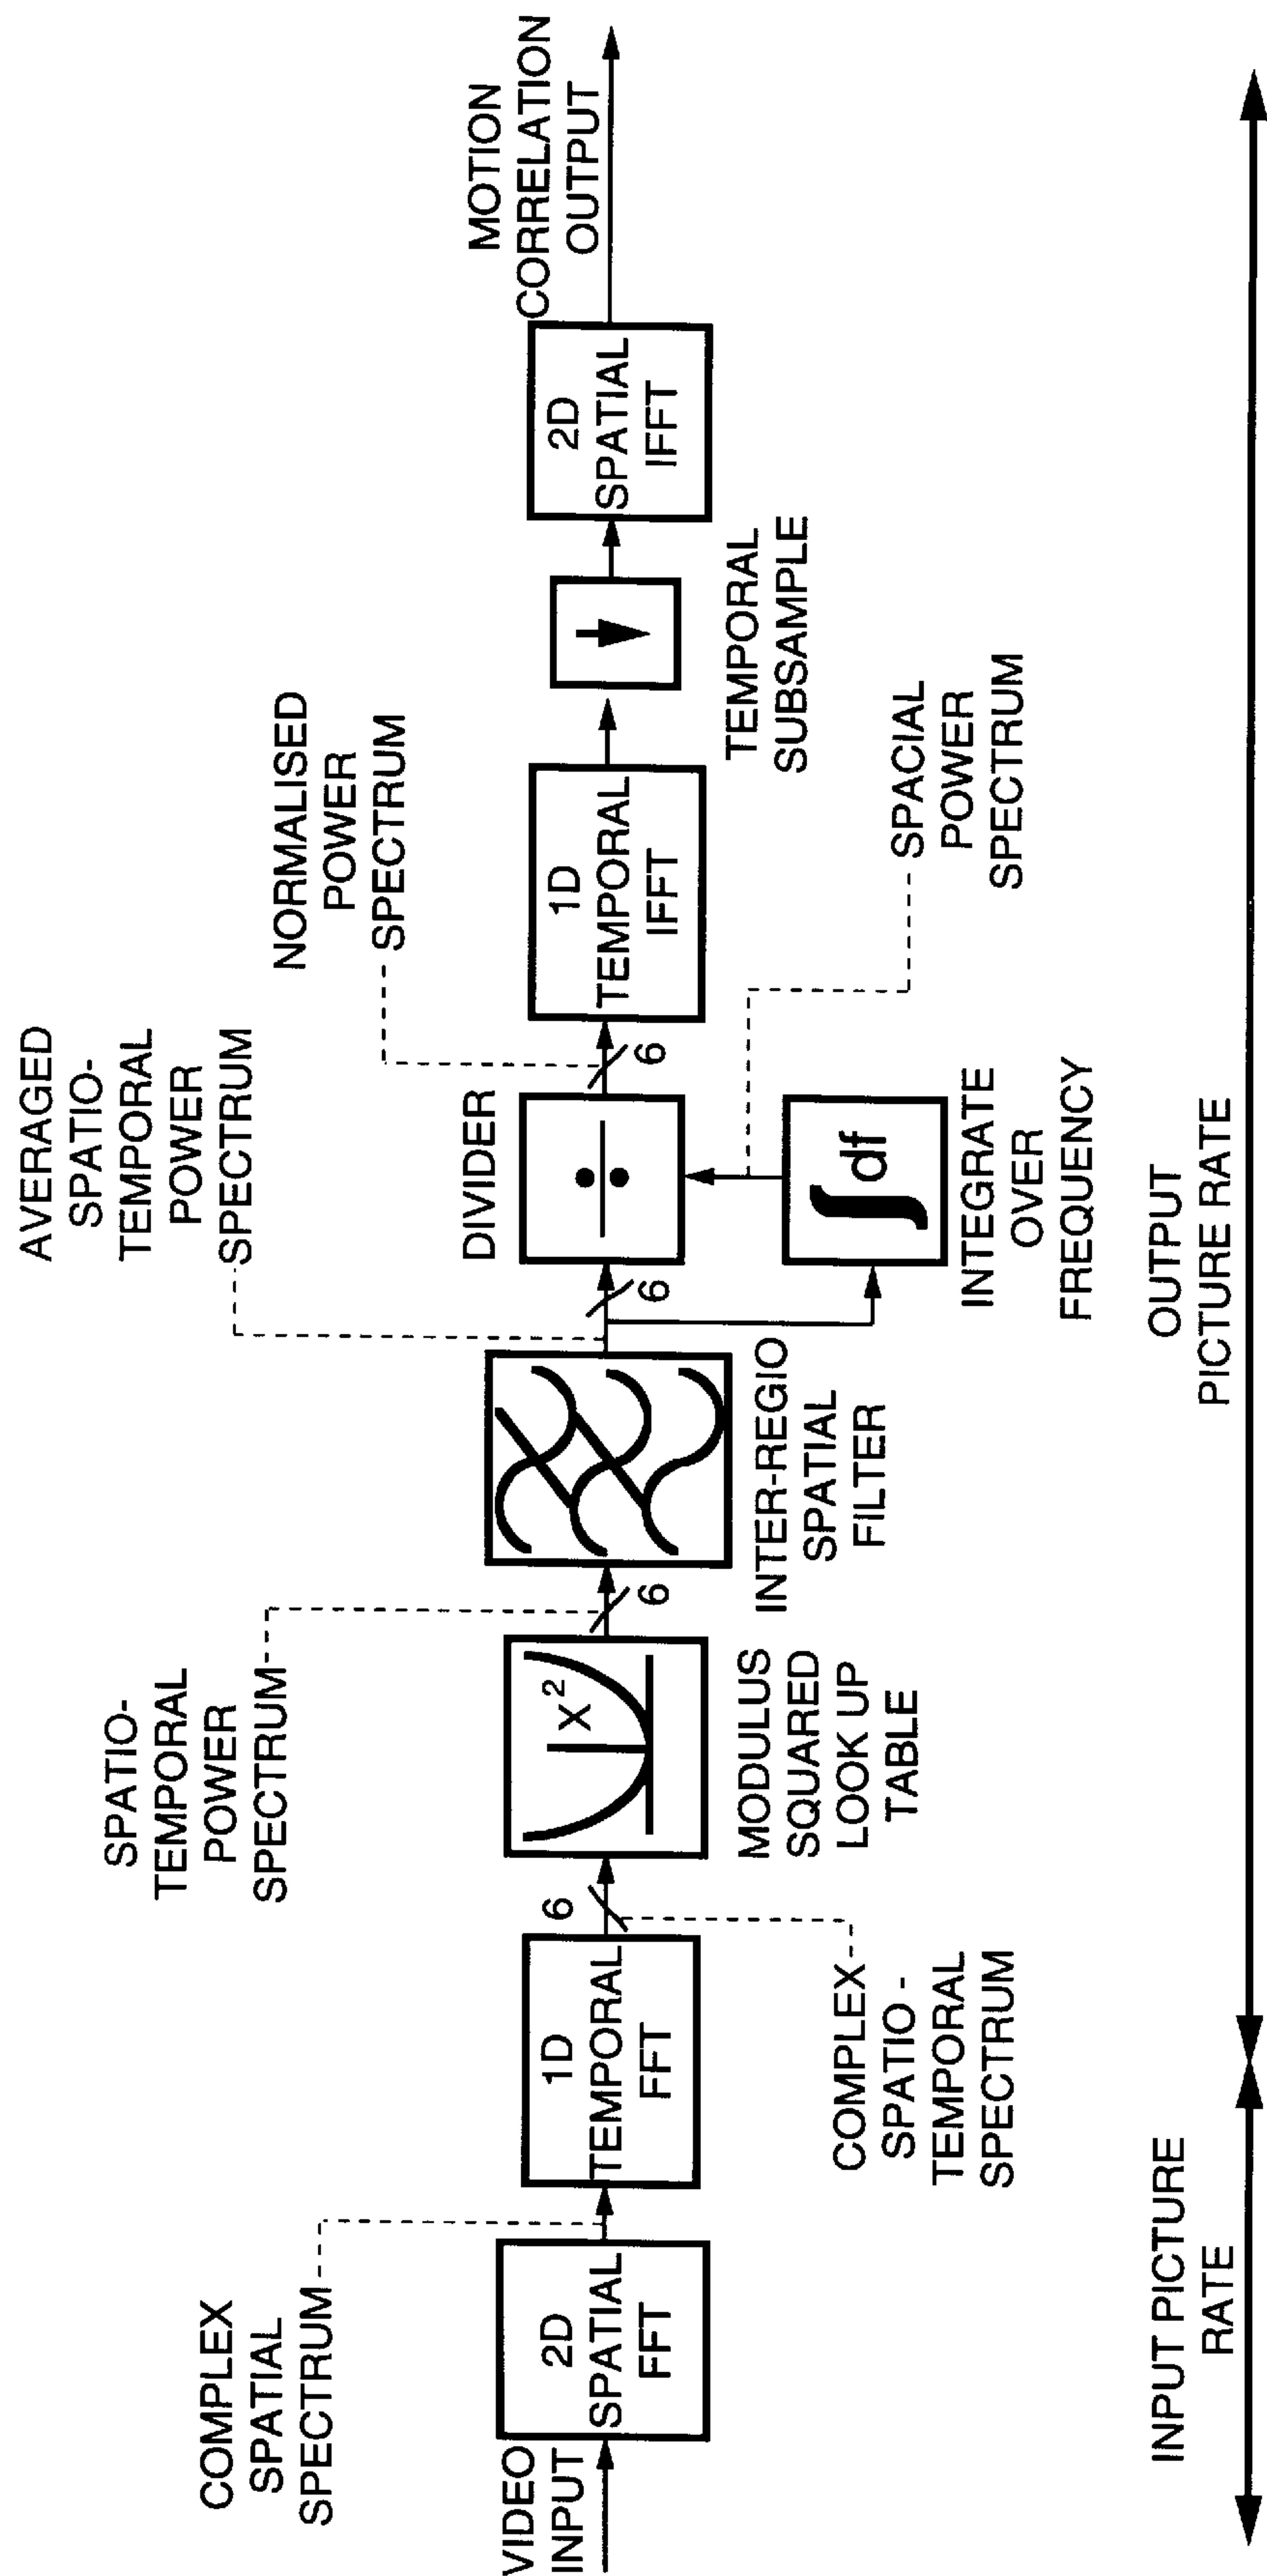 COMPLEX
SPATIAL
SPECTRUM
VIDEO
INPUT
2D
SPATIAL
FFT
1D
TEMPORAL
FFT
6
COMPLEX
SPATIO -
TEMPORAL
SPECTRUM
SPATIO-
TEMPORAL
POWER
SPECTRUM
X²
MODULUS
SQUARED
LOOK UP
TABLE
6
INTER-REGIO
SPATIAL
FILTER
AVERAGED
SPATIO-
TEMPORAL
POWER
SPECTRUM
6
DIVIDER
÷
∫ df
INTEGRATE
OVER
FREQUENCY
6
NORMALISED
POWER
SPECTRUM
1D
TEMPORAL
IFFT
SPACIAL
POWER
SPECTRUM
TEMPORAL
SUBSAMPLE
2D
SPATIAL
IFFT
MOTION
CORRELATION
OUTPUT
INPUT PICTURE
RATE
OUTPUT
PICTURE RATE